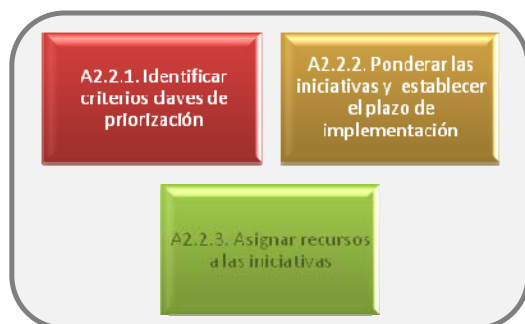 A2.2.1. Identificar
criterios claves de
priorización
A2.2.2. Ponderar las
iniciativas y establecer
el plazo de
implementación
A2.2.3. Asignar recursos
a las iniciativas